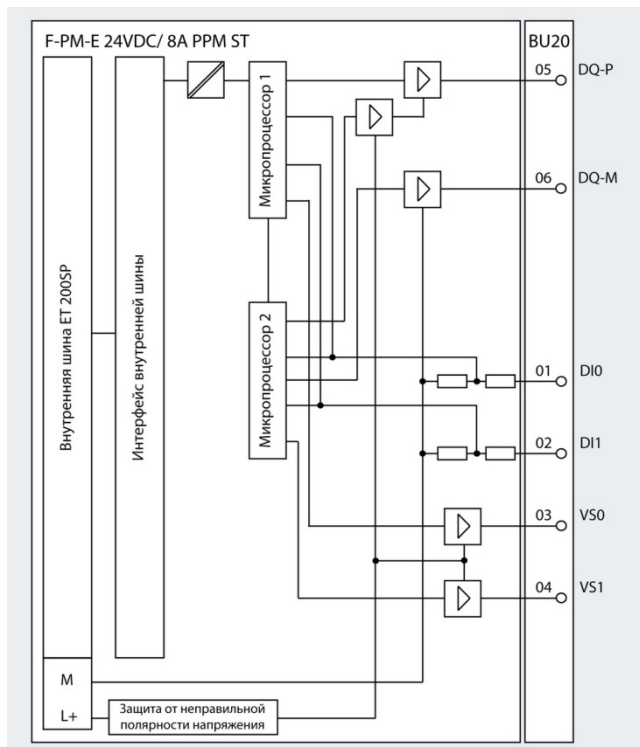 F-PM-E 24VDC/ 8A PPM ST
BU20
05 DQ-P
06 DQ-M
01 DI0
02 DI1
03 VS0
04 VS1
Внутренняя шина ET 200SP
Интерфейс внутренней шины
Микропроцессор 1
Микропроцессор 2
M
L+
Защита от неправильной
полярности напряжения